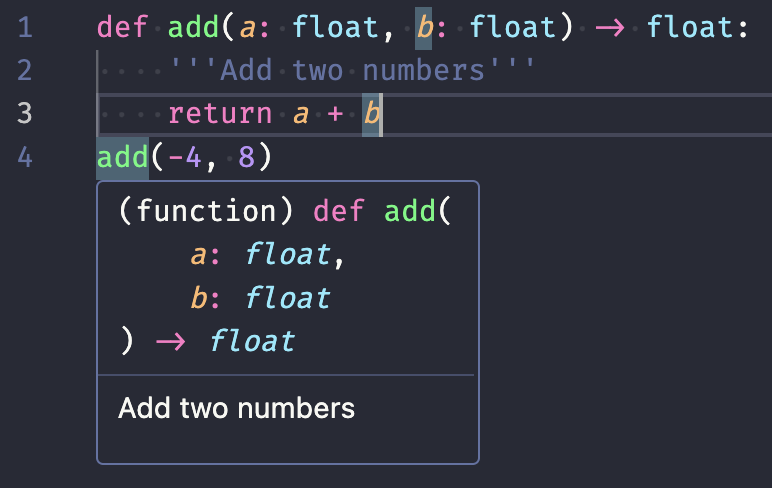 1 def add(a: float, b: float) -> float:
2     '''Add two numbers'''
3     return a + b
4 add(-4, 8)
(function) def add(
    a: float,
    b: float
) -> float
Add two numbers